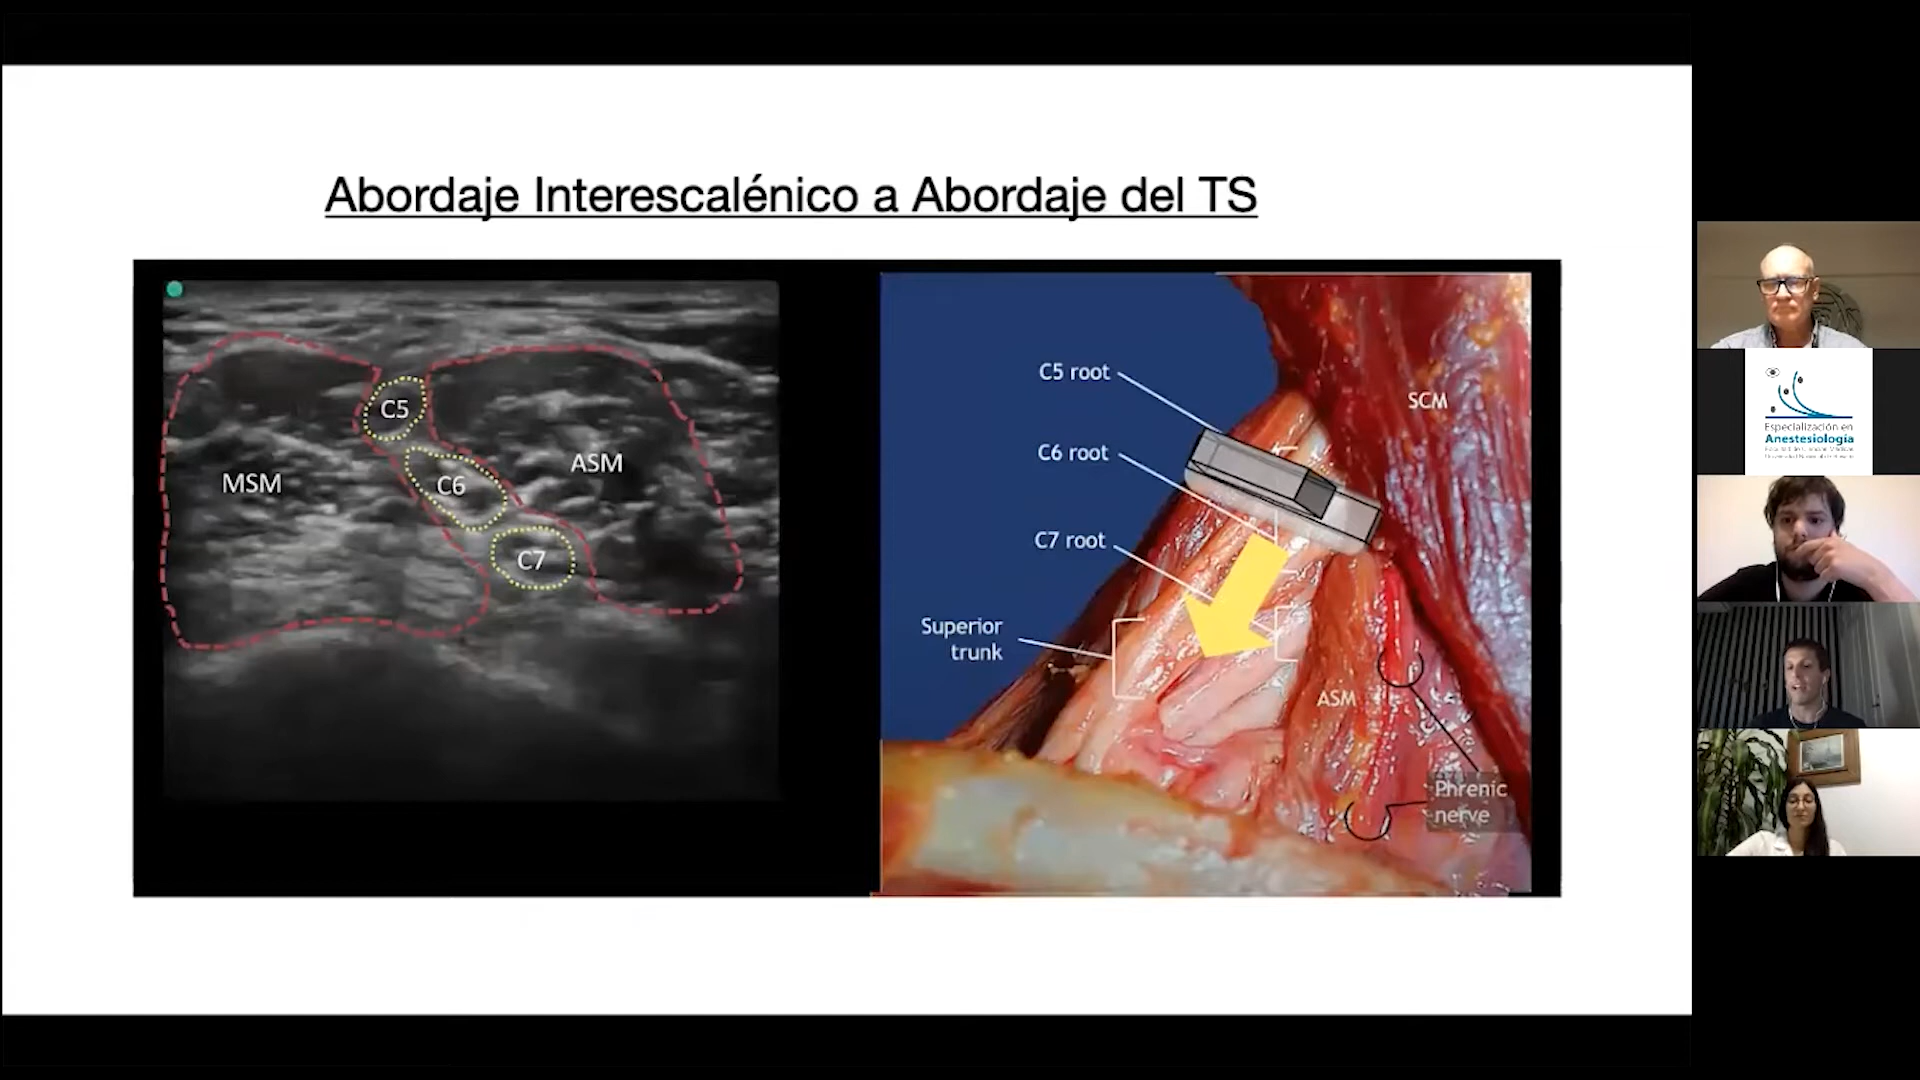 Abordaje Interescalénico a Abordaje del TS
C5
C6
C7
MSM
ASM
C5 root
C6 root
C7 root
Superior
trunk
SCM
ASM
Phrenic
nerve
Especialización en
Anestesiología